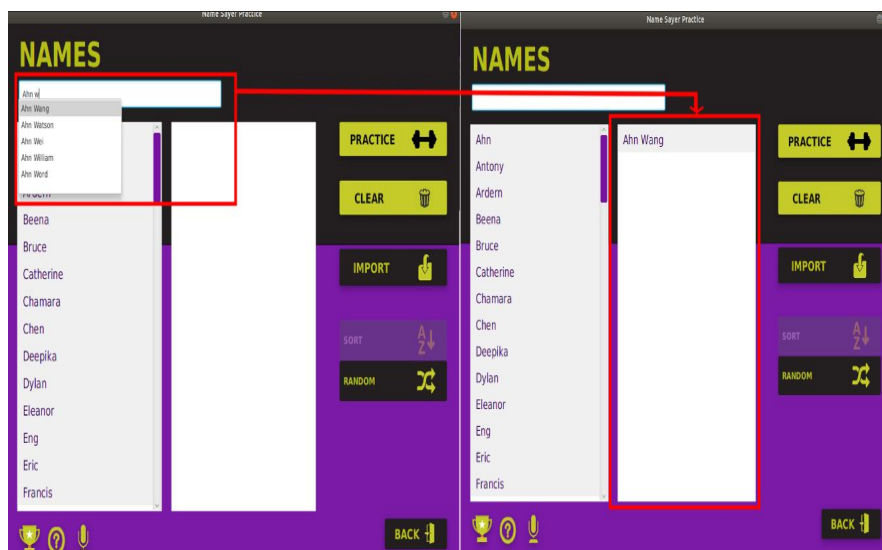 Name Sayer Practice
NAMES
Ahn w
Ahn Wang
Ahn Watson
Ahn Wei
Ahn William
Ahn Word
Ardern
Beena
Bruce
Catherine
Chamara
Chen
Deepika
Dylan
Eleanor
Eng
Eric
Francis
PRACTICE
CLEAR
IMPORT
SORT
A
Z
RANDOM
BACK
Name Sayer Practice
NAMES
Ahn
Antony
Ardern
Beena
Bruce
Catherine
Chamara
Chen
Deepika
Dylan
Eleanor
Eng
Eric
Francis
Ahn Wang
PRACTICE
CLEAR
IMPORT
SORT
A
Z
RANDOM
BACK